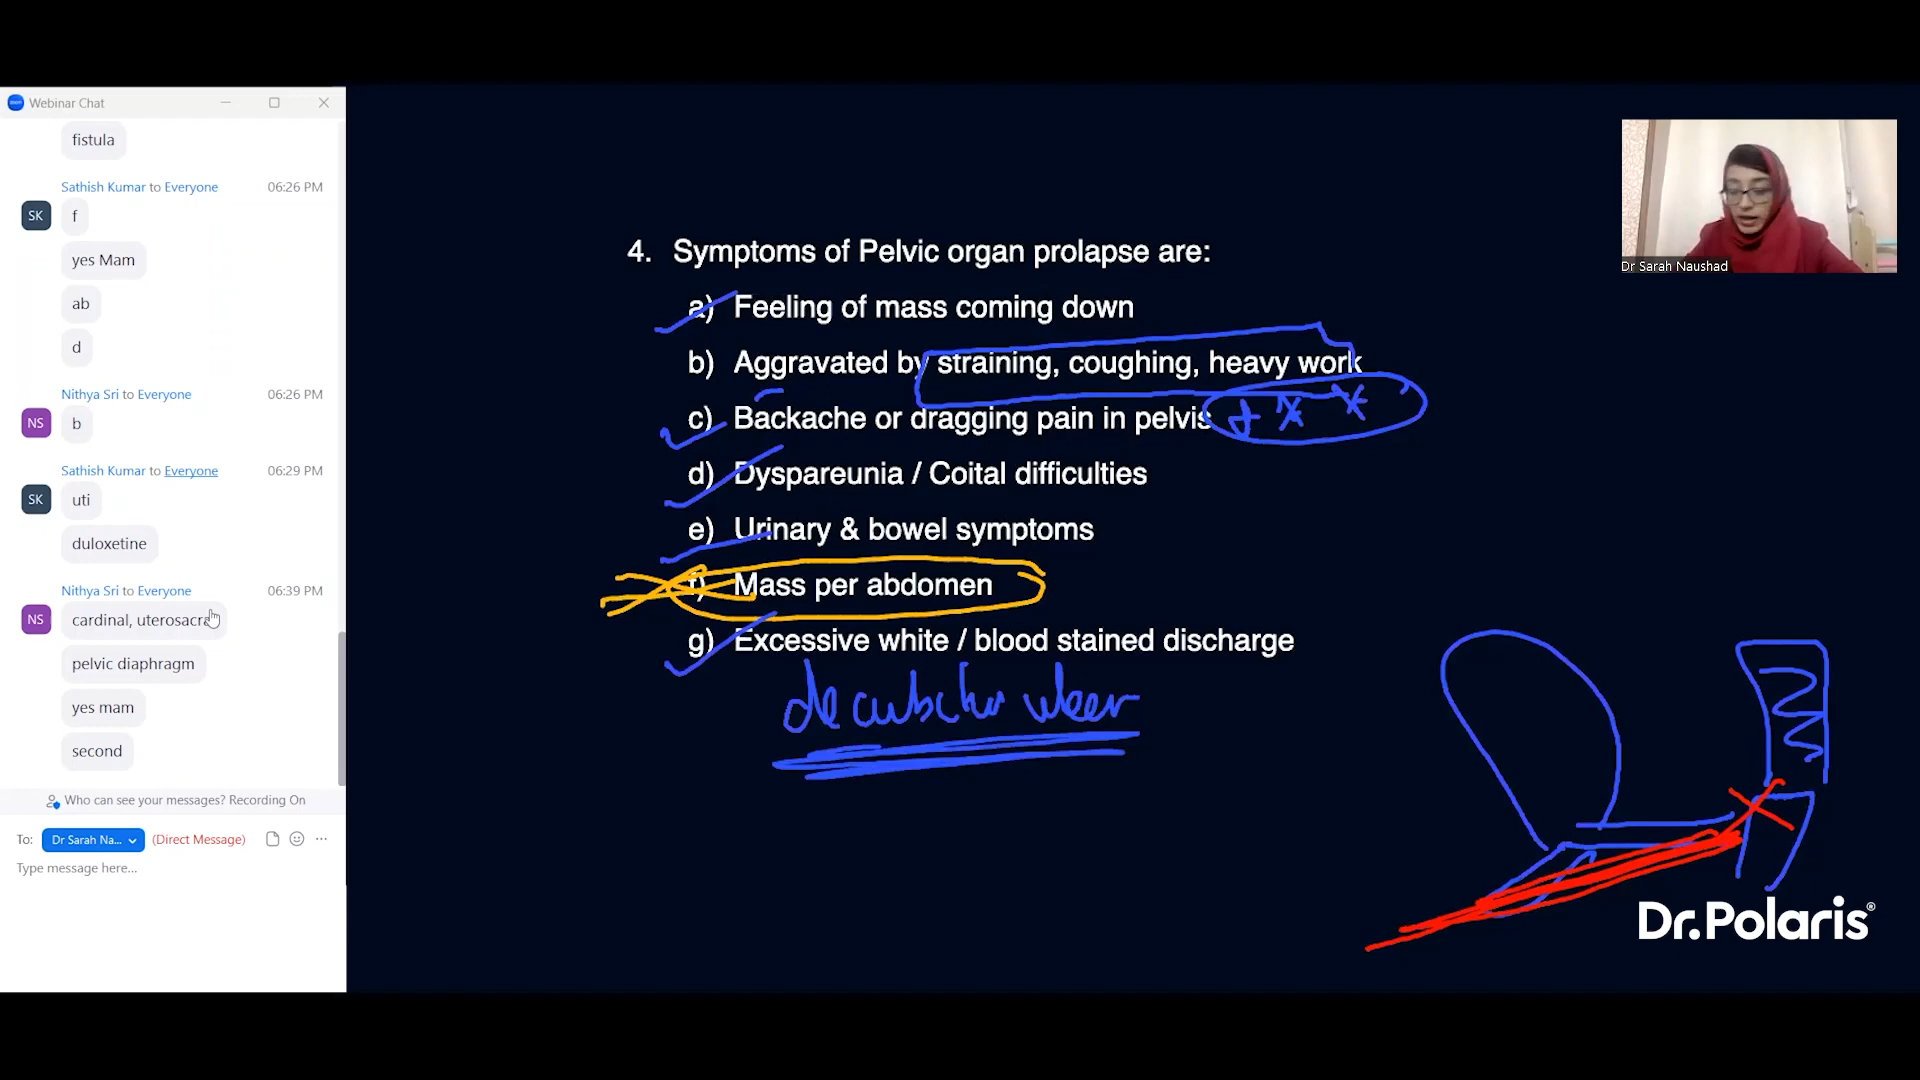 Webinar Chat
fistula
Sathish Kumar to Everyone 06:26 PM
SK
f
yes Mam
ab
d
Nithya Sri to Everyone 06:26 PM
NS
b
Sathish Kumar to Everyone 06:29 PM
SK
uti
duloxetine
Nithya Sri to Everyone 06:39 PM
NS
cardinal, uterosacra
pelvic diaphragm
yes mam
second
Who can see your messages? Recording On
To: Dr Sarah Na... (Direct Message)
Type message here...
4. Symptoms of Pelvic organ prolapse are:
a) Feeling of mass coming down
b) Aggravated by straining, coughing, heavy work
c) Backache or dragging pain in pelvis
d) Dyspareunia / Coital difficulties
e) Urinary & bowel symptoms
f) Mass per abdomen
g) Excessive white / blood stained discharge
Dr Sarah Naushad
Dr.Polaris®